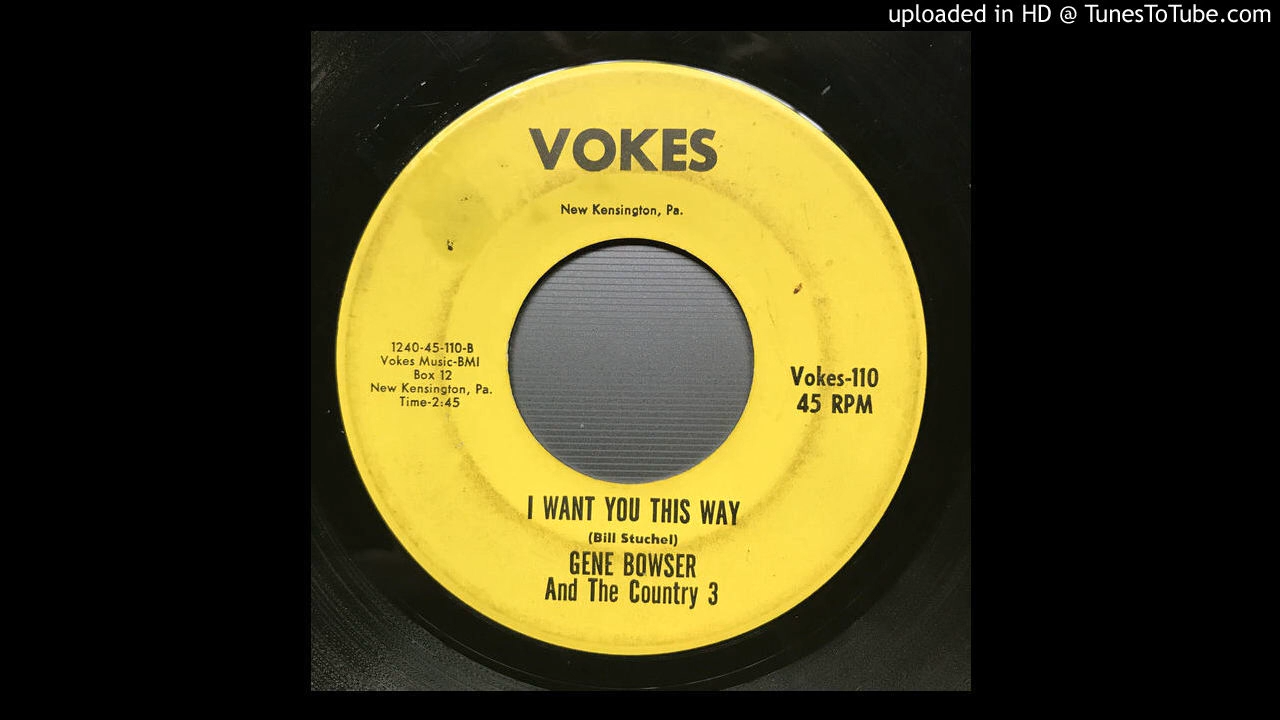 uploaded in HD @ TunesToTube.com
VOKES
New Kensington, Pa.
1240-45-110-B
Vokes Music-BMI
Box 12
New Kensington, Pa.
Time-2:45
Vokes-110
45 RPM
I WANT YOU THIS WAY
(Bill Stuchel)
GENE BOWSER
And The Country 3